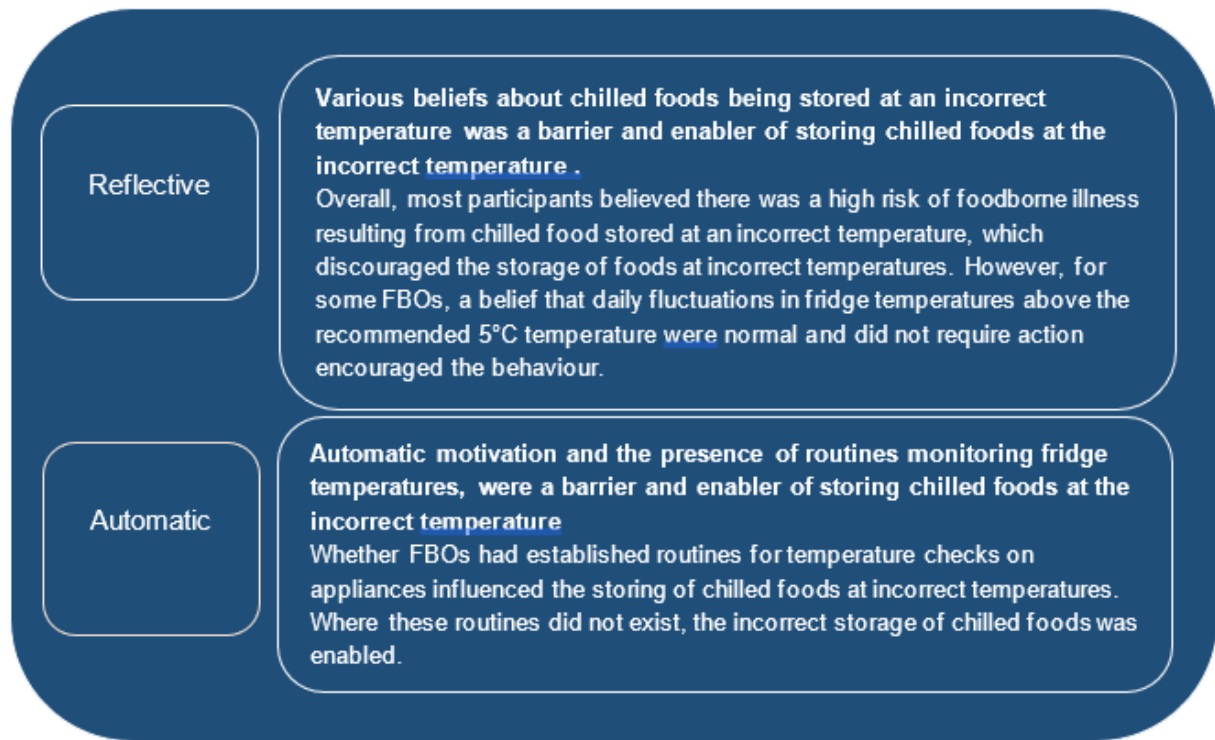 Reflective
Various beliefs about chilled foods being stored at an incorrect
temperature was a barrier and enabler of storing chilled foods at the
incorrect temperature .
Overall, most participants believed there was a high risk of foodborne illness
resulting from chilled food stored at an incorrect temperature, which
discouraged the storage of foods at incorrect temperatures. However, for
some FBOs, a belief that daily fluctuations in fridge temperatures above the
recommended 5°C temperature were normal and did not require action
encouraged the behaviour.
Automatic
Automatic motivation and the presence of routines monitoring fridge
temperatures, were a barrier and enabler of storing chilled foods at the
incorrect temperature
Whether FBOs had established routines for temperature checks on
appliances influenced the storing of chilled foods at incorrect temperatures.
Where these routines did not exist, the incorrect storage of chilled foods was
enabled.